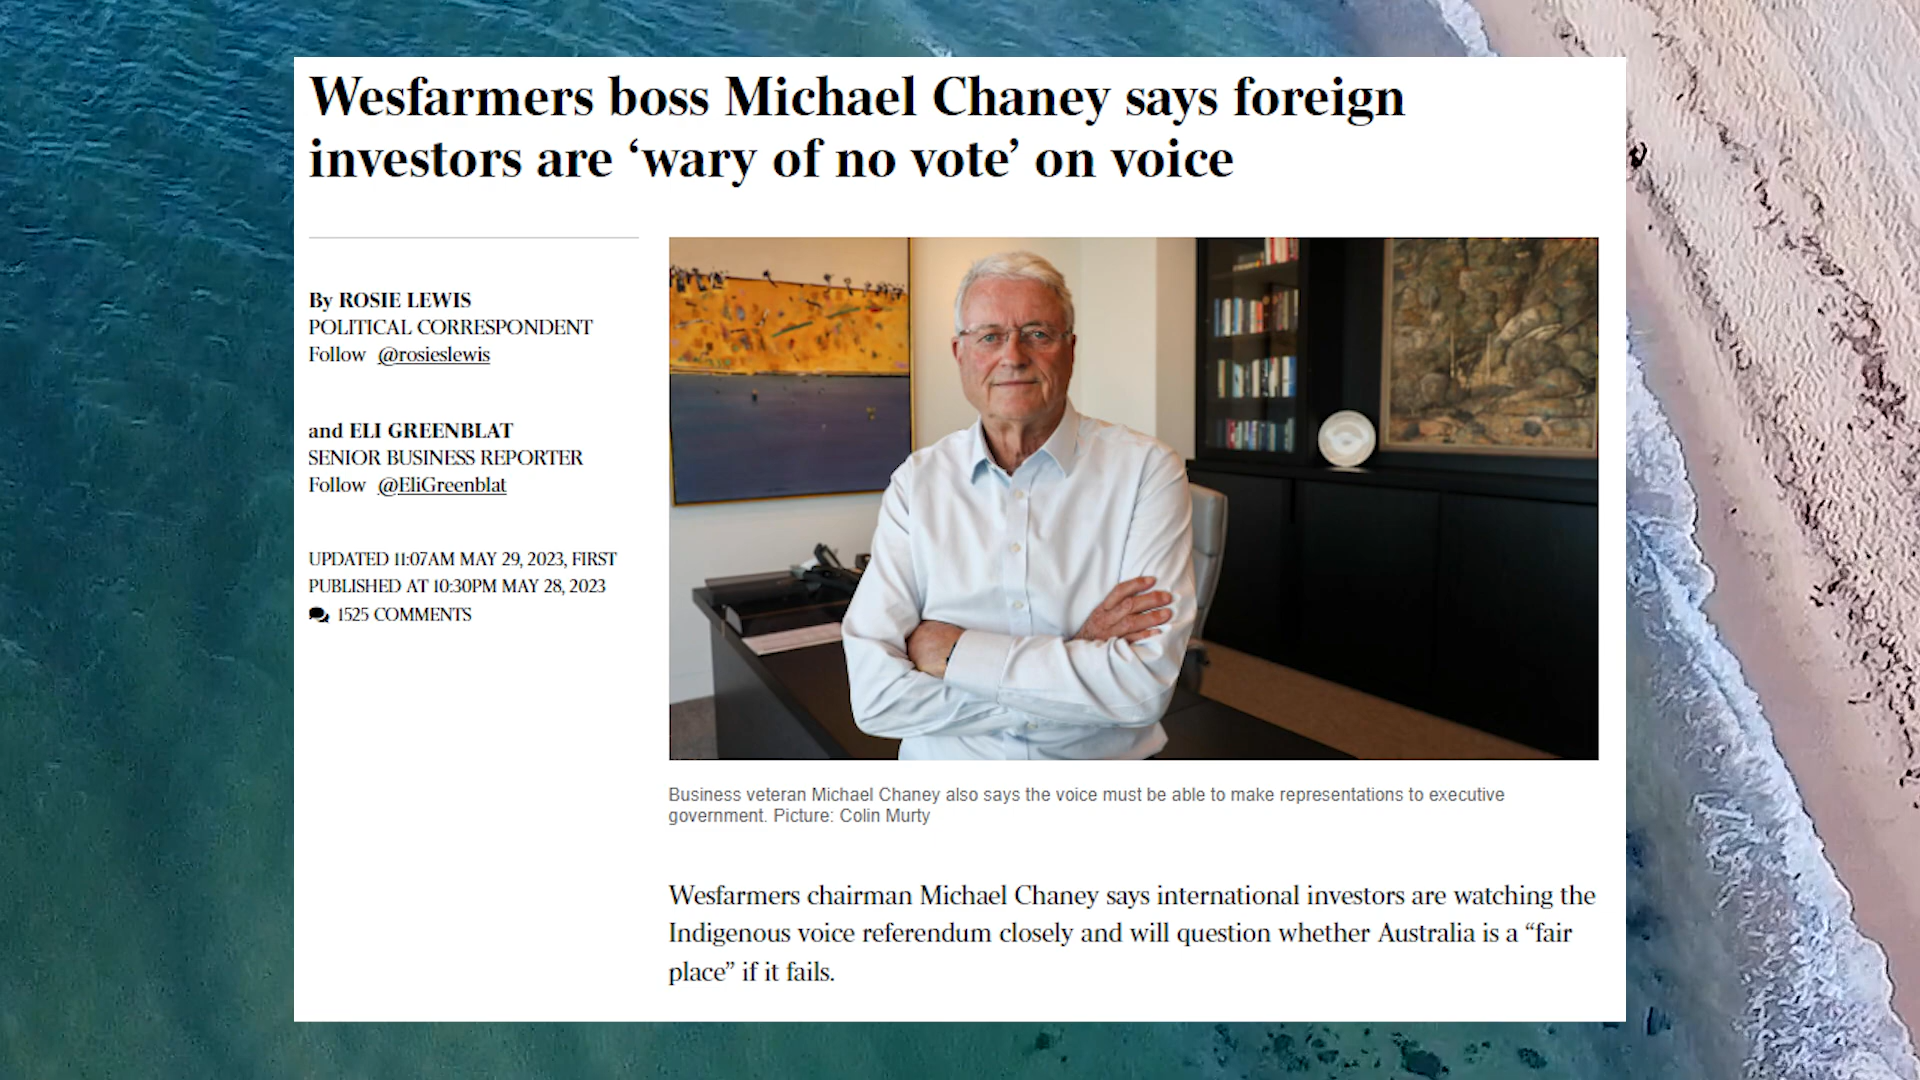 Wesfarmers boss Michael Chaney says foreign
investors are ‘wary of no vote’ on voice
By ROSIE LEWIS
POLITICAL CORRESPONDENT
Follow @rosieslewis
and ELI GREENBLAT
SENIOR BUSINESS REPORTER
Follow @EliGreenblat
UPDATED 11:07AM MAY 29, 2023, FIRST
PUBLISHED AT 10:30PM MAY 28, 2023
1525 COMMENTS
Business veteran Michael Chaney also says the voice must be able to make representations to executive
government. Picture: Colin Murty
Wesfarmers chairman Michael Chaney says international investors are watching the
Indigenous voice referendum closely and will question whether Australia is a “fair
place” if it fails.